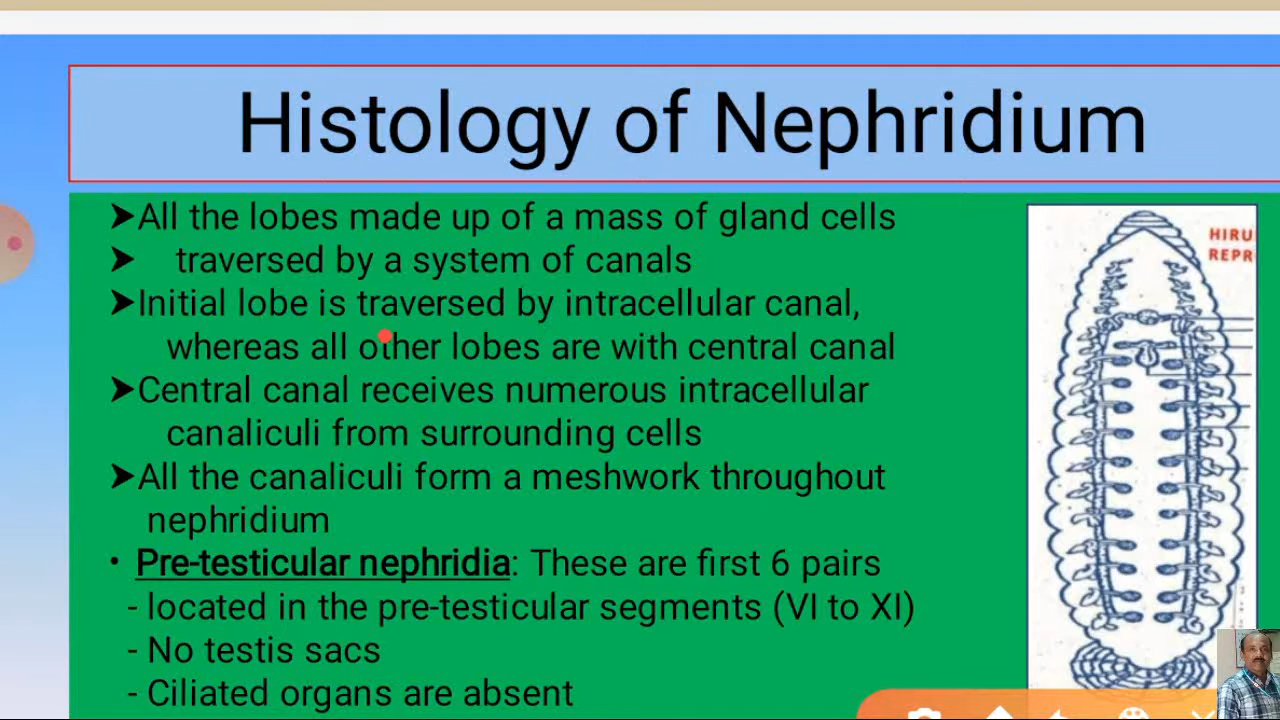 Histology of Nephridium
➤All the lobes made up of a mass of gland cells
➤ traversed by a system of canals
➤Initial lobe is traversed by intracellular canal,
whereas all other lobes are with central canal
➤Central canal receives numerous intracellular
canaliculi from surrounding cells
➤All the canaliculi form a meshwork throughout
nephridium
• Pre-testicular nephridia: These are first 6 pairs
- located in the pre-testicular segments (VI to XI)
- No testis sacs
- Ciliated organs are absent
HIRU
REPR